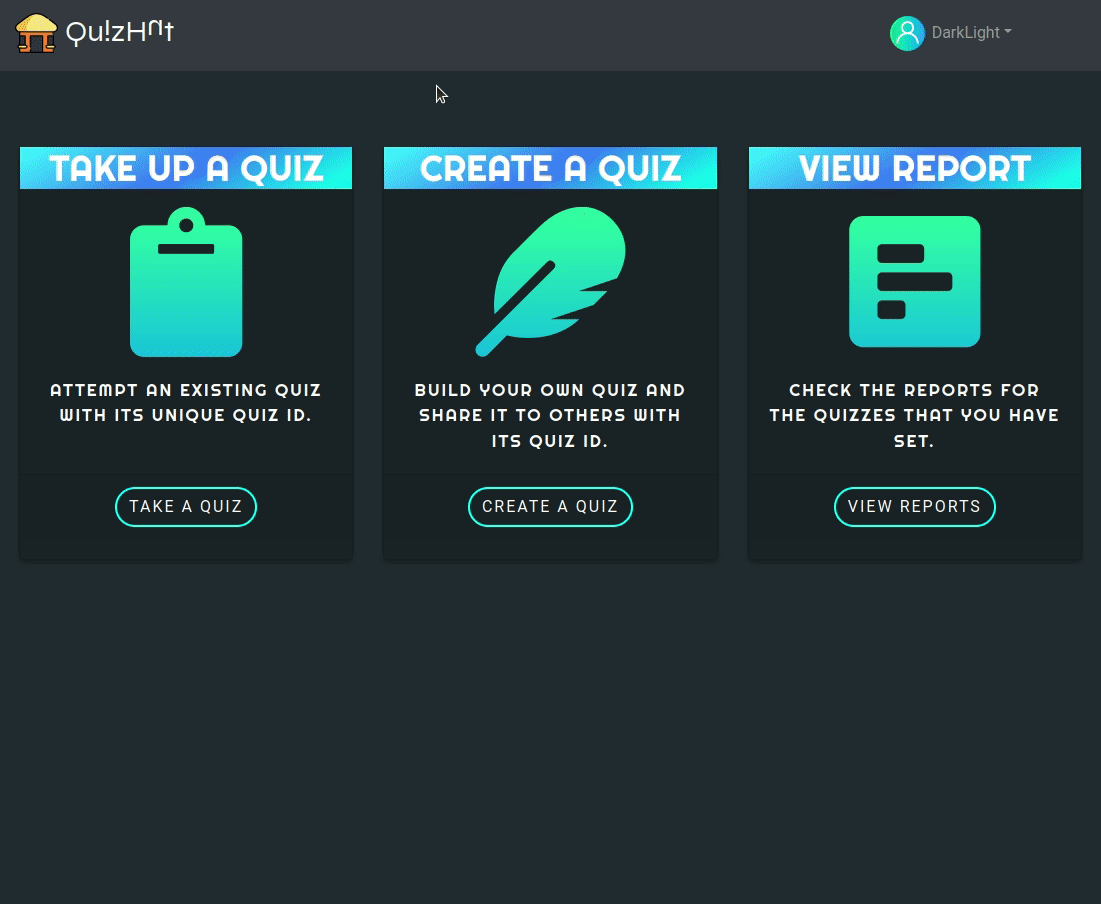 Qu!zHՈt
DarkLight
TAKE UP A QUIZ
CREATE A QUIZ
VIEW REPORT
ATTEMPT AN EXISTING QUIZ
WITH ITS UNIQUE QUIZ ID.
BUILD YOUR OWN QUIZ AND
SHARE IT TO OTHERS WITH
ITS QUIZ ID.
CHECK THE REPORTS FOR
THE QUIZZES THAT YOU HAVE
SET.
TAKE A QUIZ
CREATE A QUIZ
VIEW REPORTS